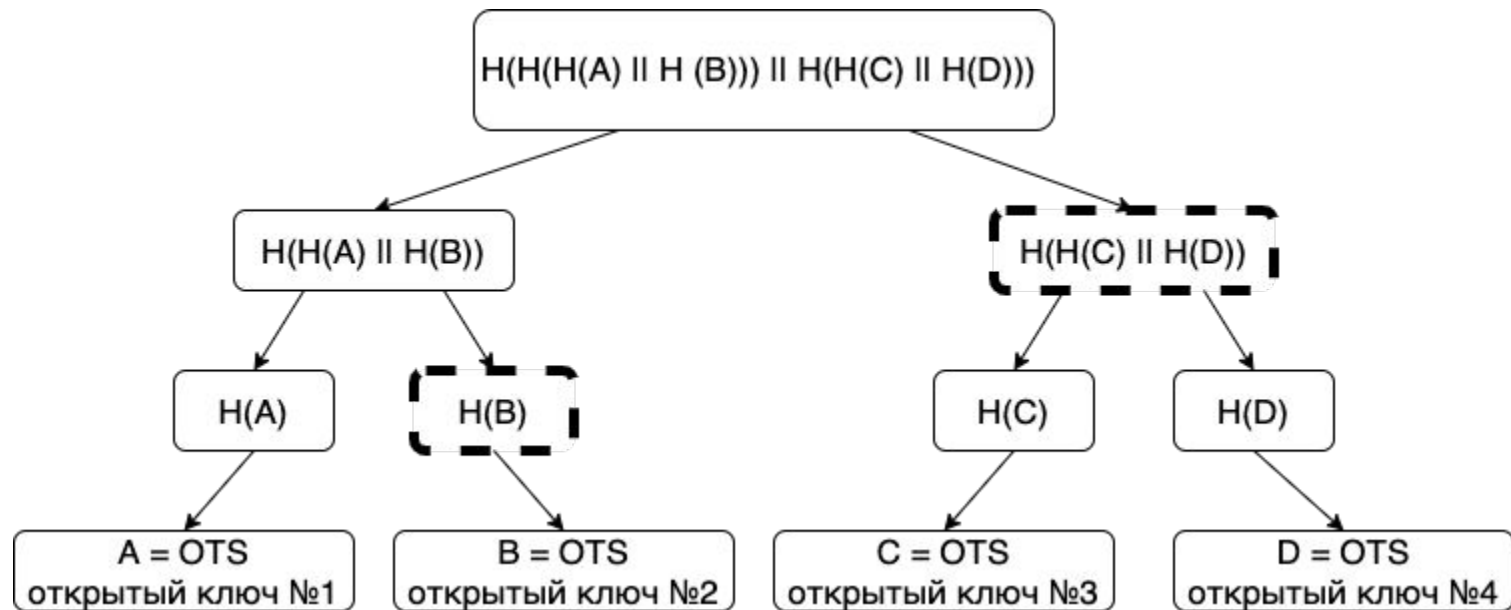 H(H(H(A) ll H (B))) ll H(H(C) ll H(D)))
H(H(A) ll H(B))
H(H(C) ll H(D))
H(A)
H(B)
H(C)
H(D)
A = OTS
открытый ключ №1
B = OTS
открытый ключ №2
C = OTS
открытый ключ №3
D = OTS
открытый ключ №4